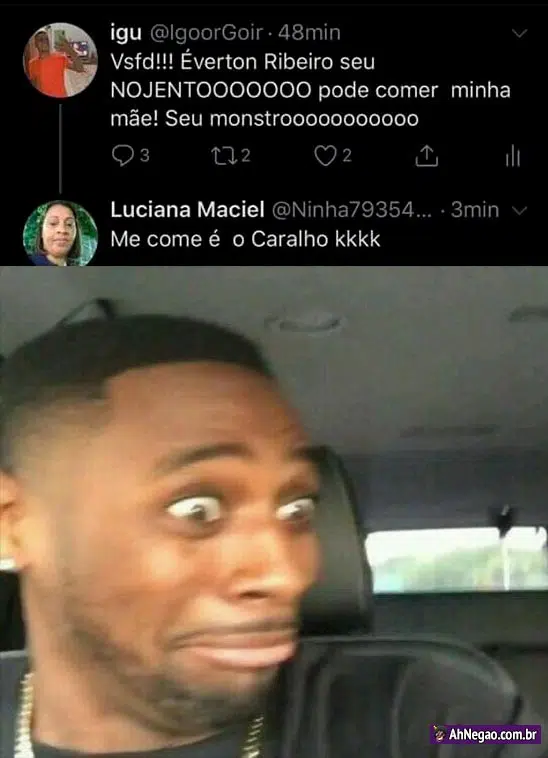 igu @IgoorGoir · 48min
Vsfd!!! Éverton Ribeiro seu
NOJENTOOOOOOO pode comer minha
mãe! Seu monstrooooooooooo
3 2 2
Luciana Maciel @Ninha79354... · 3min
Me come é o Caralho kkkk
AhNegao.com.br